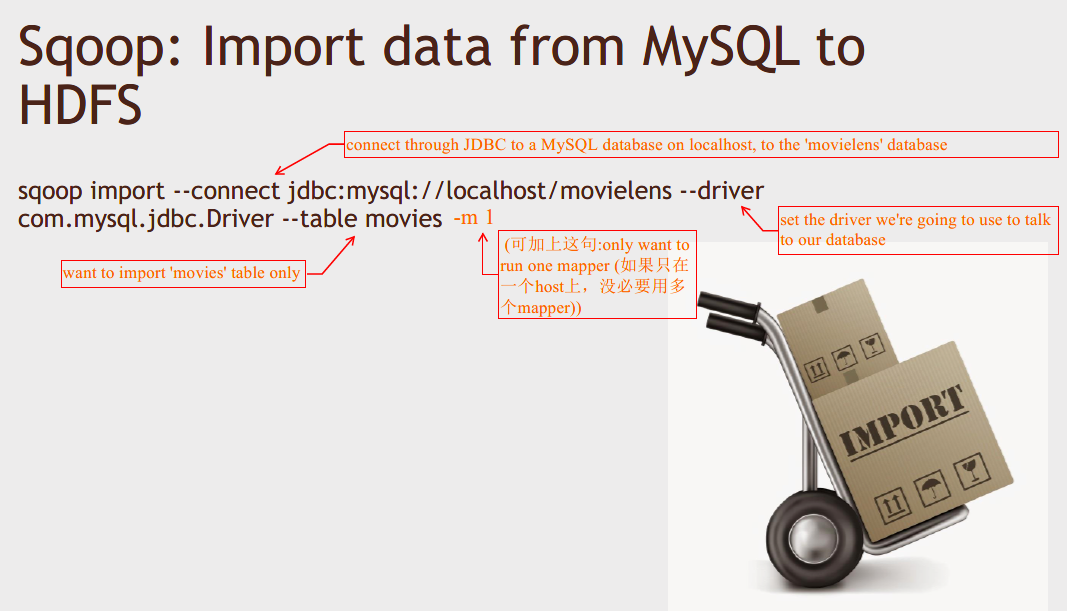 Sqoop: Import data from MySQL to
HDFS
connect through JDBC to a MySQL database on localhost, to the 'movielens' database
sqoop import --connect jdbc:mysql://localhost/movielens --driver
com.mysql.jdbc.Driver --table movies -m 1
set the driver we're going to use to talk
to our database
want to import 'movies' table only
(可加上这句:only want to
run one mapper (如果只在
一个host上，没必要用多
个mapper))
IMPORT